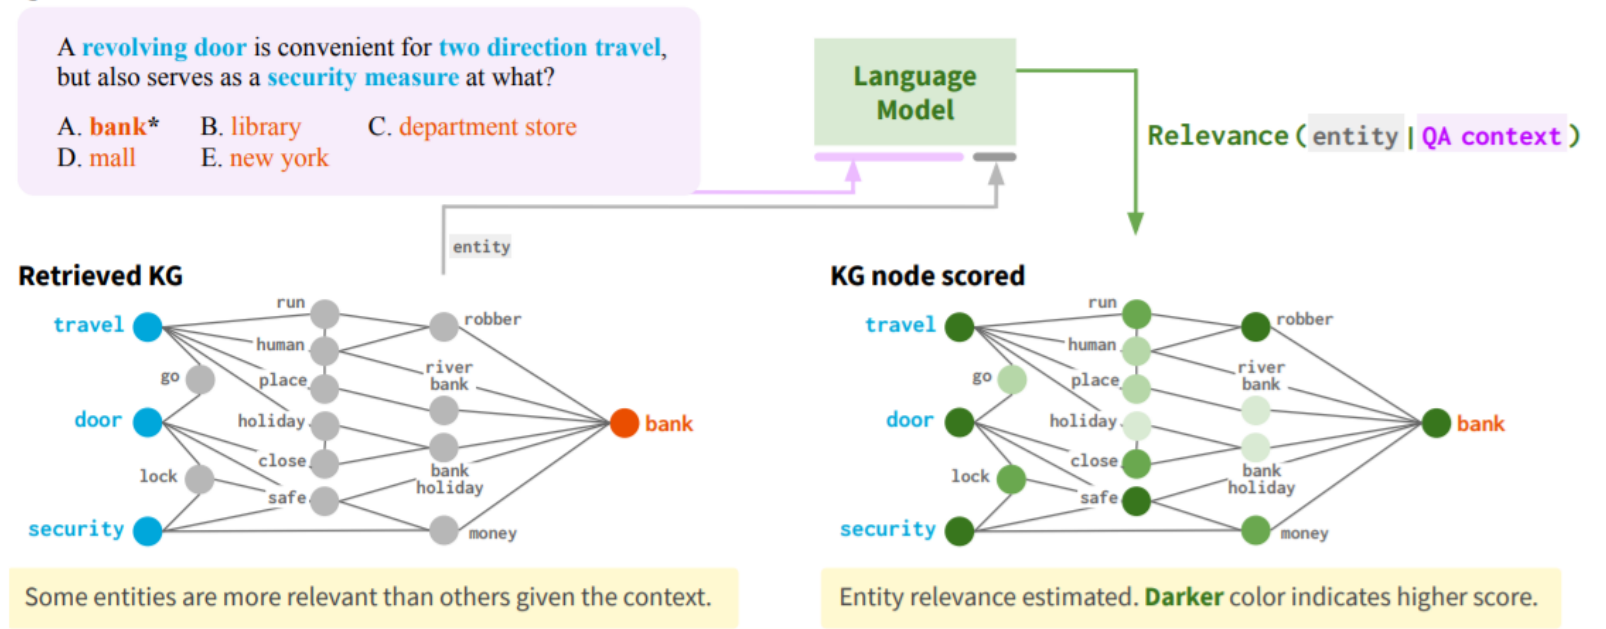 A revolving door is convenient for two direction travel,
but also serves as a security measure at what?
A. bank* B. library C. department store
D. mall E. new york
Language
Model
Relevance(entity|QA context)
entity
Retrieved KG
travel
door
security
go
lock
run
human
place
holiday
close
safe
robber
river
bank
bank
holiday
money
bank
Some entities are more relevant than others given the context.
KG node scored
travel
door
security
go
lock
run
human
place
holiday
close
safe
robber
river
bank
bank
holiday
money
bank
Entity relevance estimated. Darker color indicates higher score.